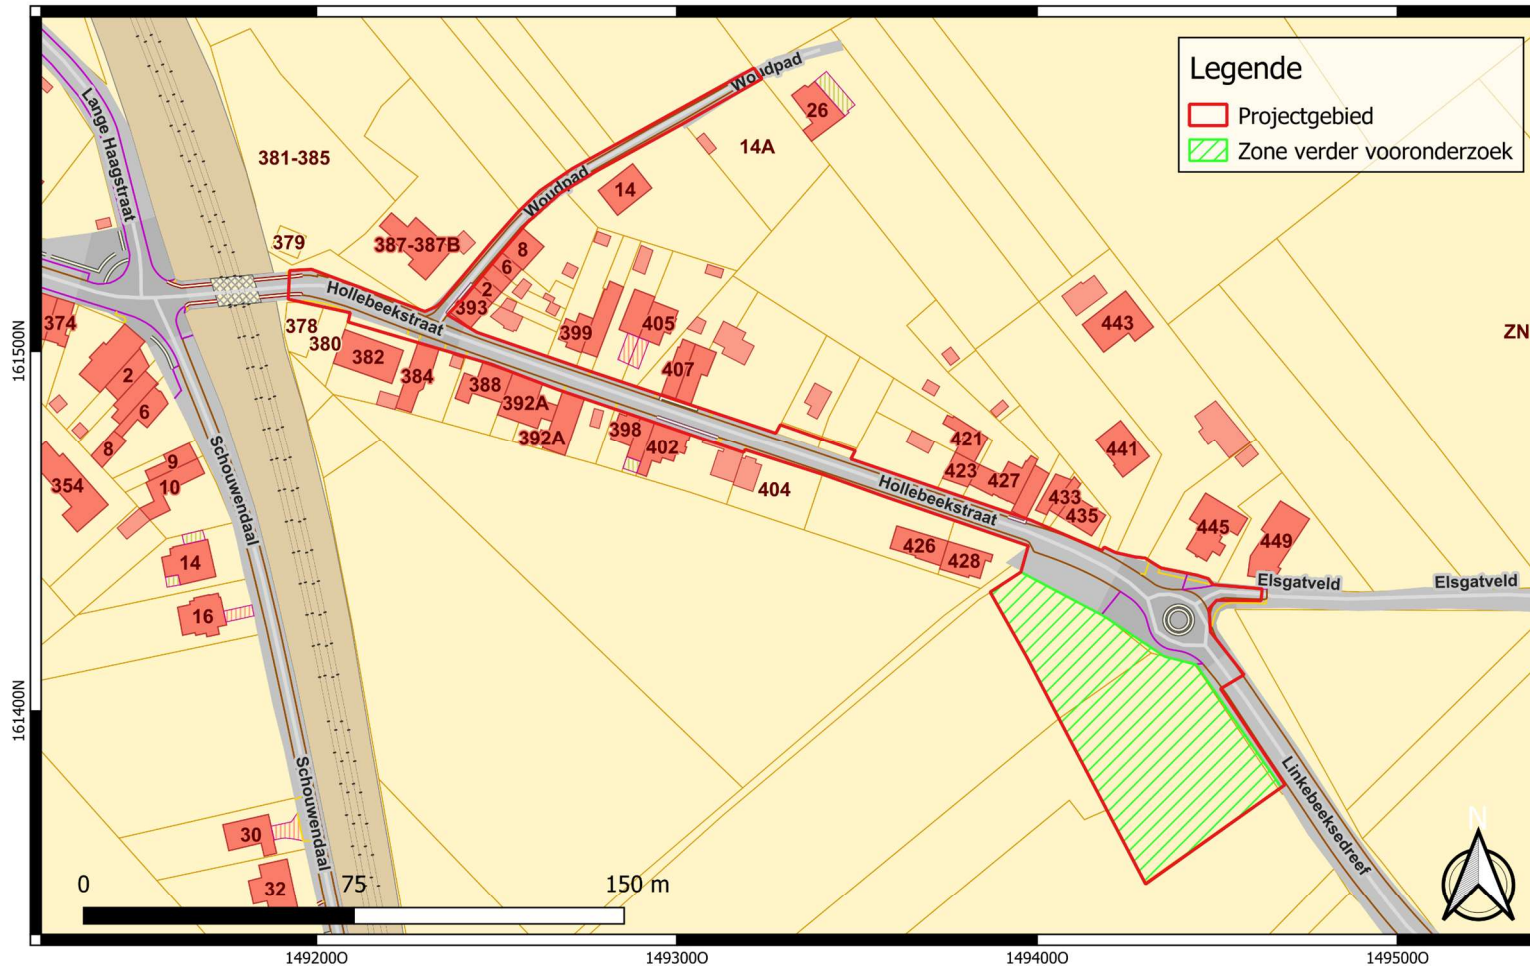 Legende
Projectgebied
Zone verder vooronderzoek
Woudpad
26
14A
Lange Haagstraat
381-385
14
Woudpad
379
387-387B
8
6
2
393
Hollebeekstraat
378
380
382
384
399
405
407
374
2
6
8
388
392A
392A
398
402
404
443
ZN
441
421
423
427
433
435
Hollebeekstraat
426
428
445
449
Elsgatveld
Elsgatveld
9
10
354
Schouwendaal
14
16
Schouwendaal
30
32
Linkebeeksedreef
N
0
75
150 m
161500N
161400N
149200O
149300O
149400O
149500O